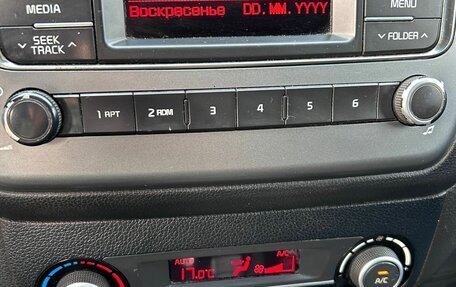 MEDIA
MENU
Воскресенье DD.MM.YYYY
SEEK
TRACK
FOLDER
1 APT
2 RDM
3
4
5
6
AUTO
A/C
17.0°C
A/C